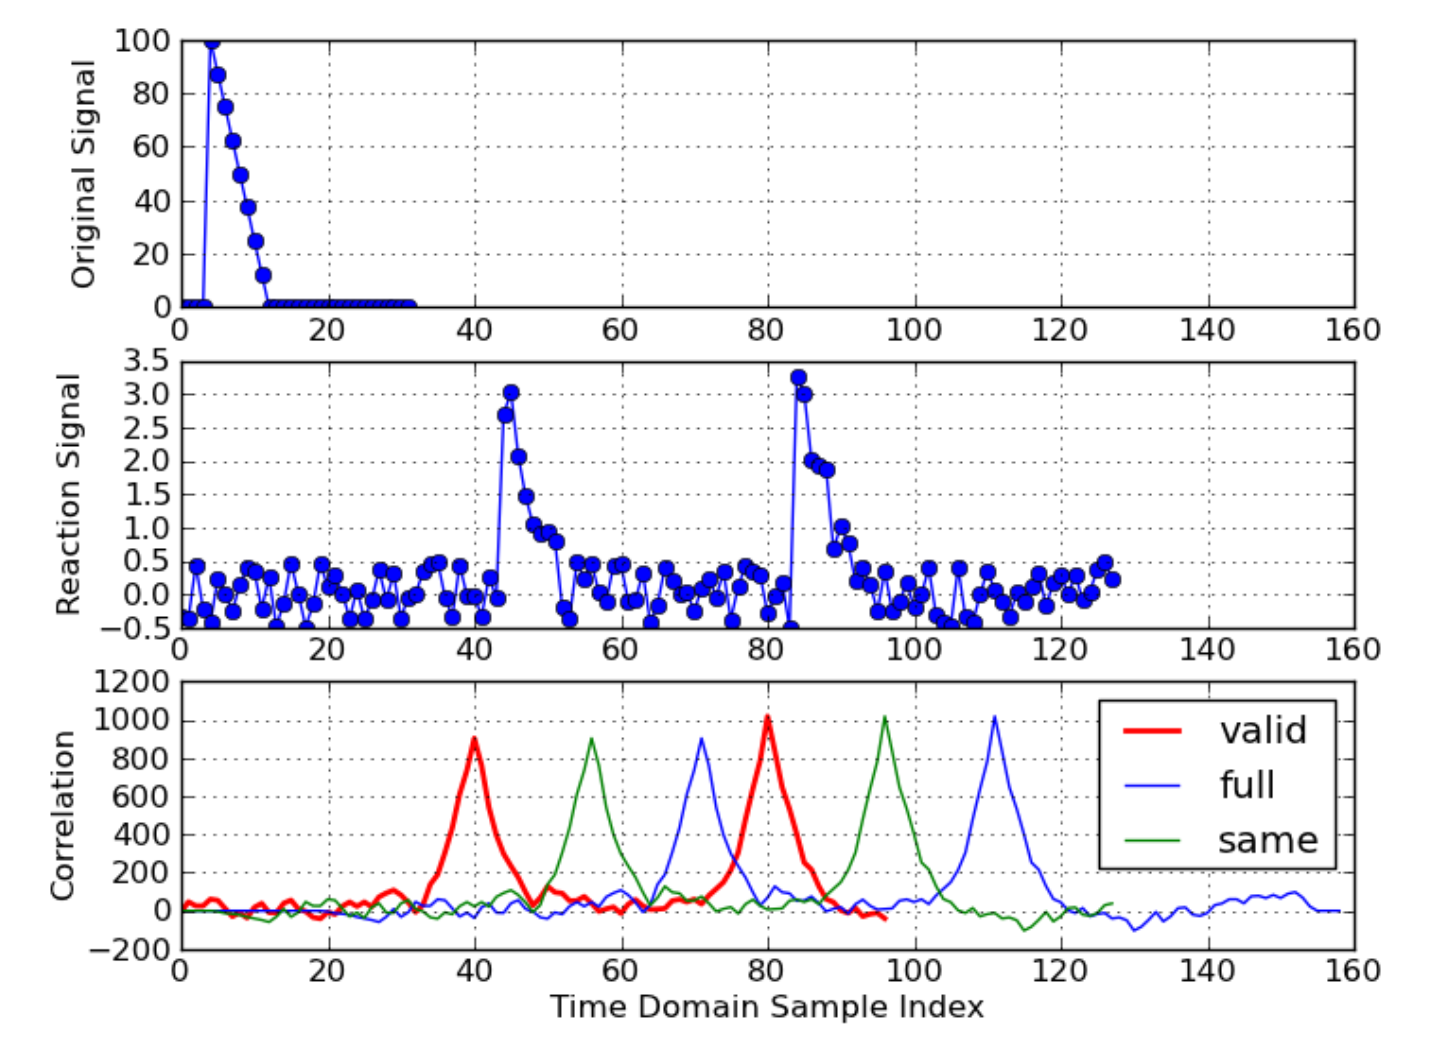 Original Signal
100
80
60
40
20
0
0 20 40 60 80 100 120 140 160
Reaction Signal
3.5
3.0
2.5
2.0
1.5
1.0
0.5
0.0
−0.5
0 20 40 60 80 100 120 140 160
Correlation
1200
1000
800
600
400
200
0
−200
valid
full
same
0 20 40 60 80 100 120 140 160
Time Domain Sample Index